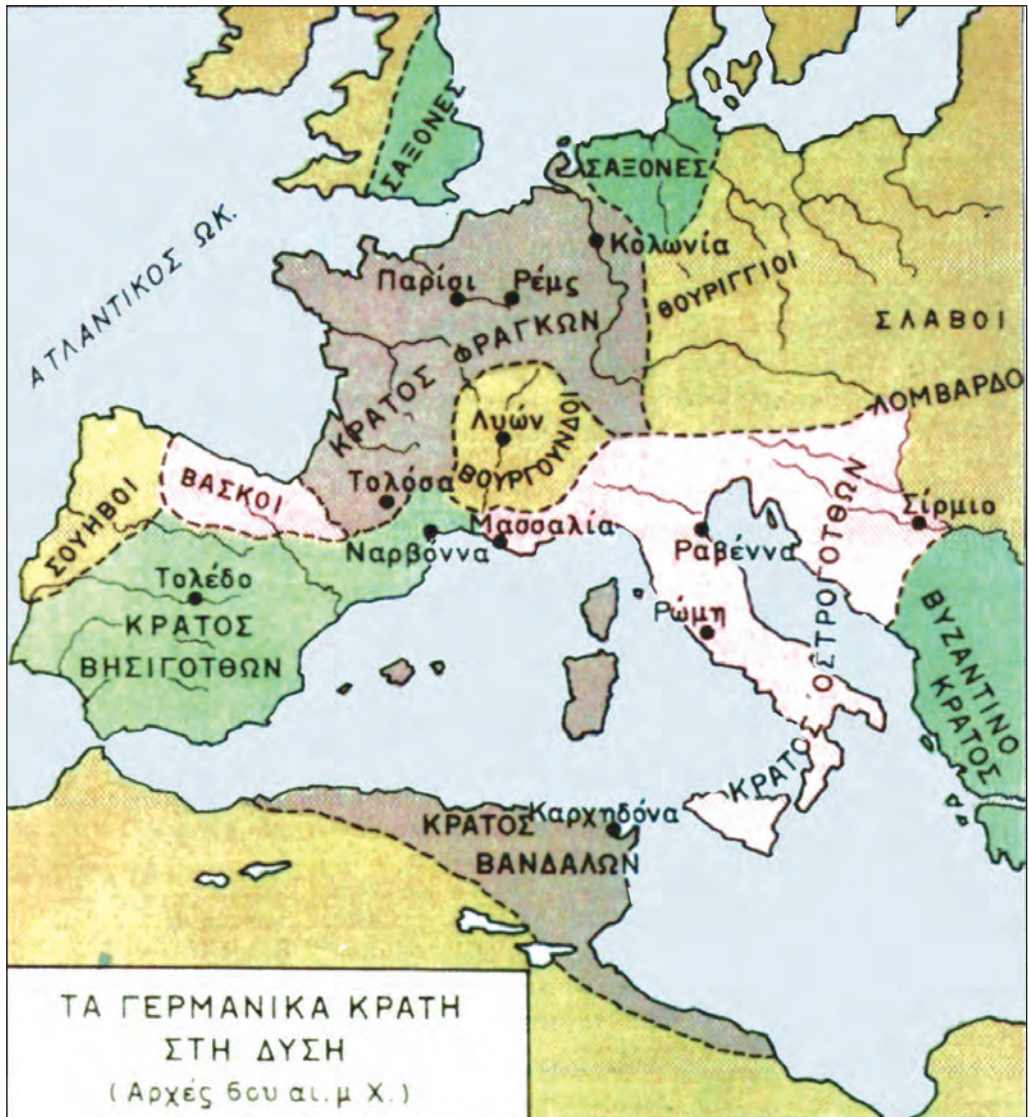 ΣΑΞΟΝΕΣ
ΣΑΞΟΝΕΣ
ΑΤΛΑΝΤΙΚΟΣ ΩΚ.
Κολωνία
Παρίσι
Ρέμς
ΘΟΥΡΙΓΓΙΟΙ
ΣΛΑΒΟΙ
ΚΡΑΤΟΣ ΦΡΑΓΚΩΝ
ΛΟΜΒΑΡΔΟ
Λυών
ΒΟΥΡΓΟΥΝΔΟΙ
ΣΟΥΗΒΟΙ
ΒΑΣΚΟΙ
Τολόσα
Ναρβόννα
Μασσαλία
Ραβέννα
Σίρμιο
Τολέδο
ΚΡΑΤΟΣ
ΒΗΣΙΓΟΤΘΩΝ
Ρώμη
ΚΡΑΤΟΣ ΟΣΤΡΟΓΟΤΘΩΝ
ΒΥΖΑΝΤΙΝΟ
ΚΡΑΤΟΣ
Καρχηδόνα
ΚΡΑΤΟΣ
ΒΑΝΔΑΛΩΝ
ΤΑ ΓΕΡΜΑΝΙΚΑ ΚΡΑΤΗ
ΣΤΗ ΔΥΣΗ
(Αρχές 6ου αι. μ Χ.)